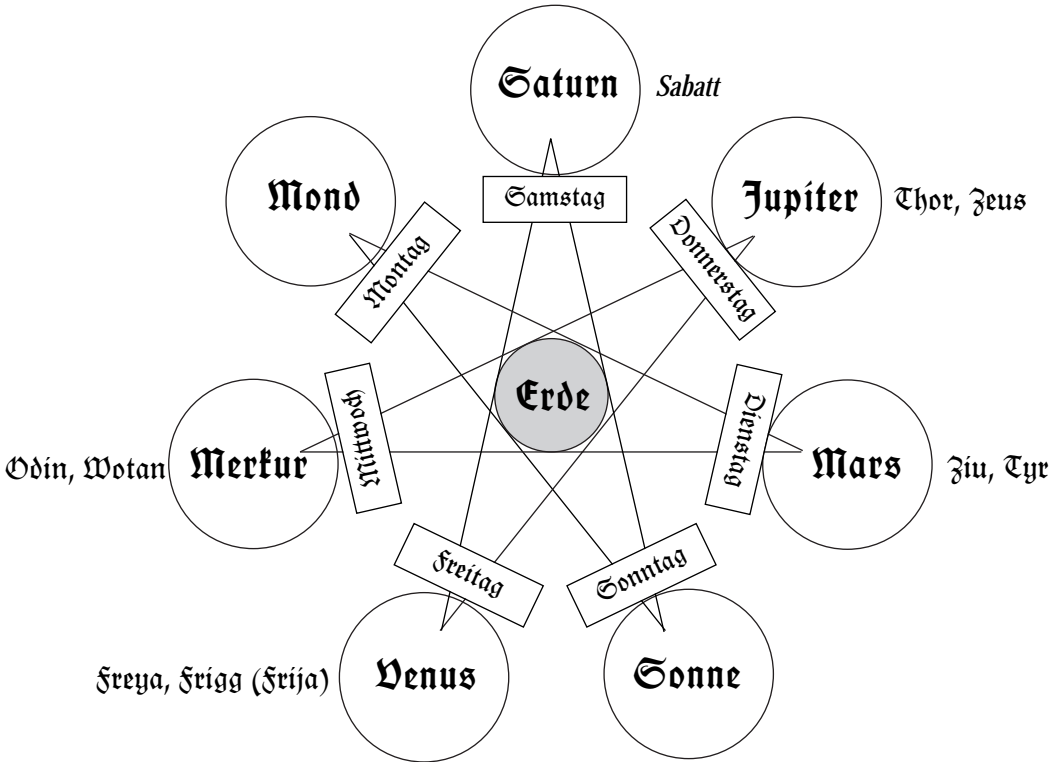 Saturn
Sabatt
Samstag
Mond
Montag
Jupiter
Thor, Zeus
Donnerstag
Erde
Odin, Wotan
Merkur
Mittwoch
Dienstag
Mars
Ziu, Tyr
Freitag
Sonntag
Freya, Frigg (Frija)
Venus
Sonne